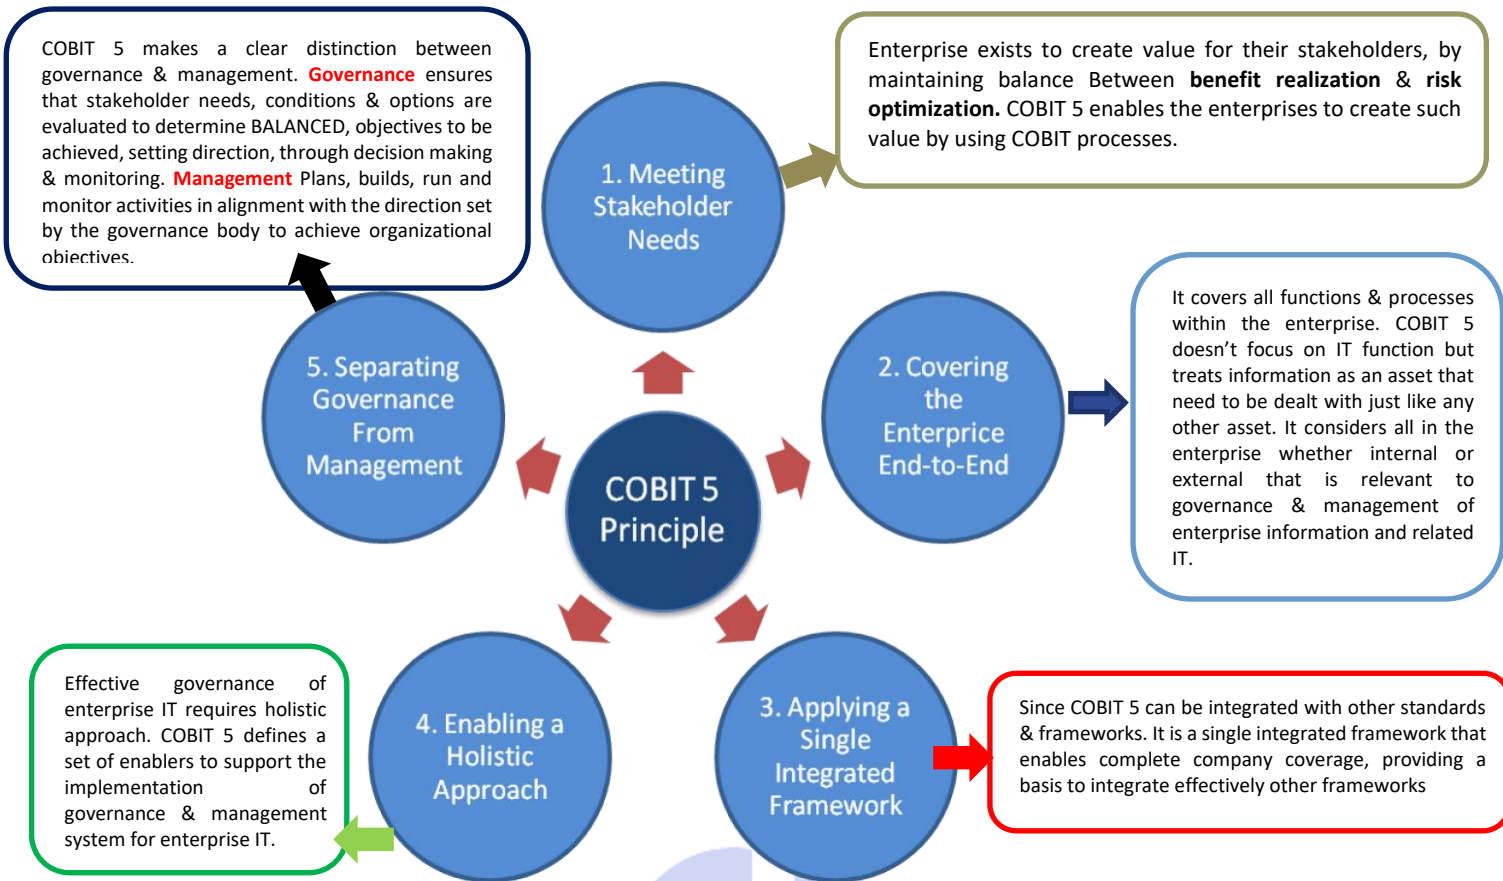 COBIT 5 makes a clear distinction between
governance & management. Governance ensures
that stakeholder needs, conditions & options are
evaluated to determine BALANCED, objectives to be
achieved, setting direction, through decision making
& monitoring. Management Plans, builds, run and
monitor activities in alignment with the direction set
by the governance body to achieve organizational
objectives.
Enterprise exists to create value for their stakeholders, by
maintaining balance Between benefit realization & risk
optimization. COBIT 5 enables the enterprises to create such
value by using COBIT processes.
1. Meeting
Stakeholder
Needs
It covers all functions & processes
within the enterprise. COBIT 5
doesn’t focus on IT function but
treats information as an asset that
need to be dealt with just like any
other asset. It considers all in the
enterprise whether internal or
external that is relevant to
governance & management of
enterprise information and related
IT.
5. Separating
Governance
From
Management
2. Covering
the
Enterprice
End-to-End
COBIT 5
Principle
Effective governance of
enterprise IT requires holistic
approach. COBIT 5 defines a
set of enablers to support the
implementation of
governance & management
system for enterprise IT.
4. Enabling a
Holistic
Approach
3. Applying a
Single
Integrated
Framework
Since COBIT 5 can be integrated with other standards
& frameworks. It is a single integrated framework that
enables complete company coverage, providing a
basis to integrate effectively other frameworks